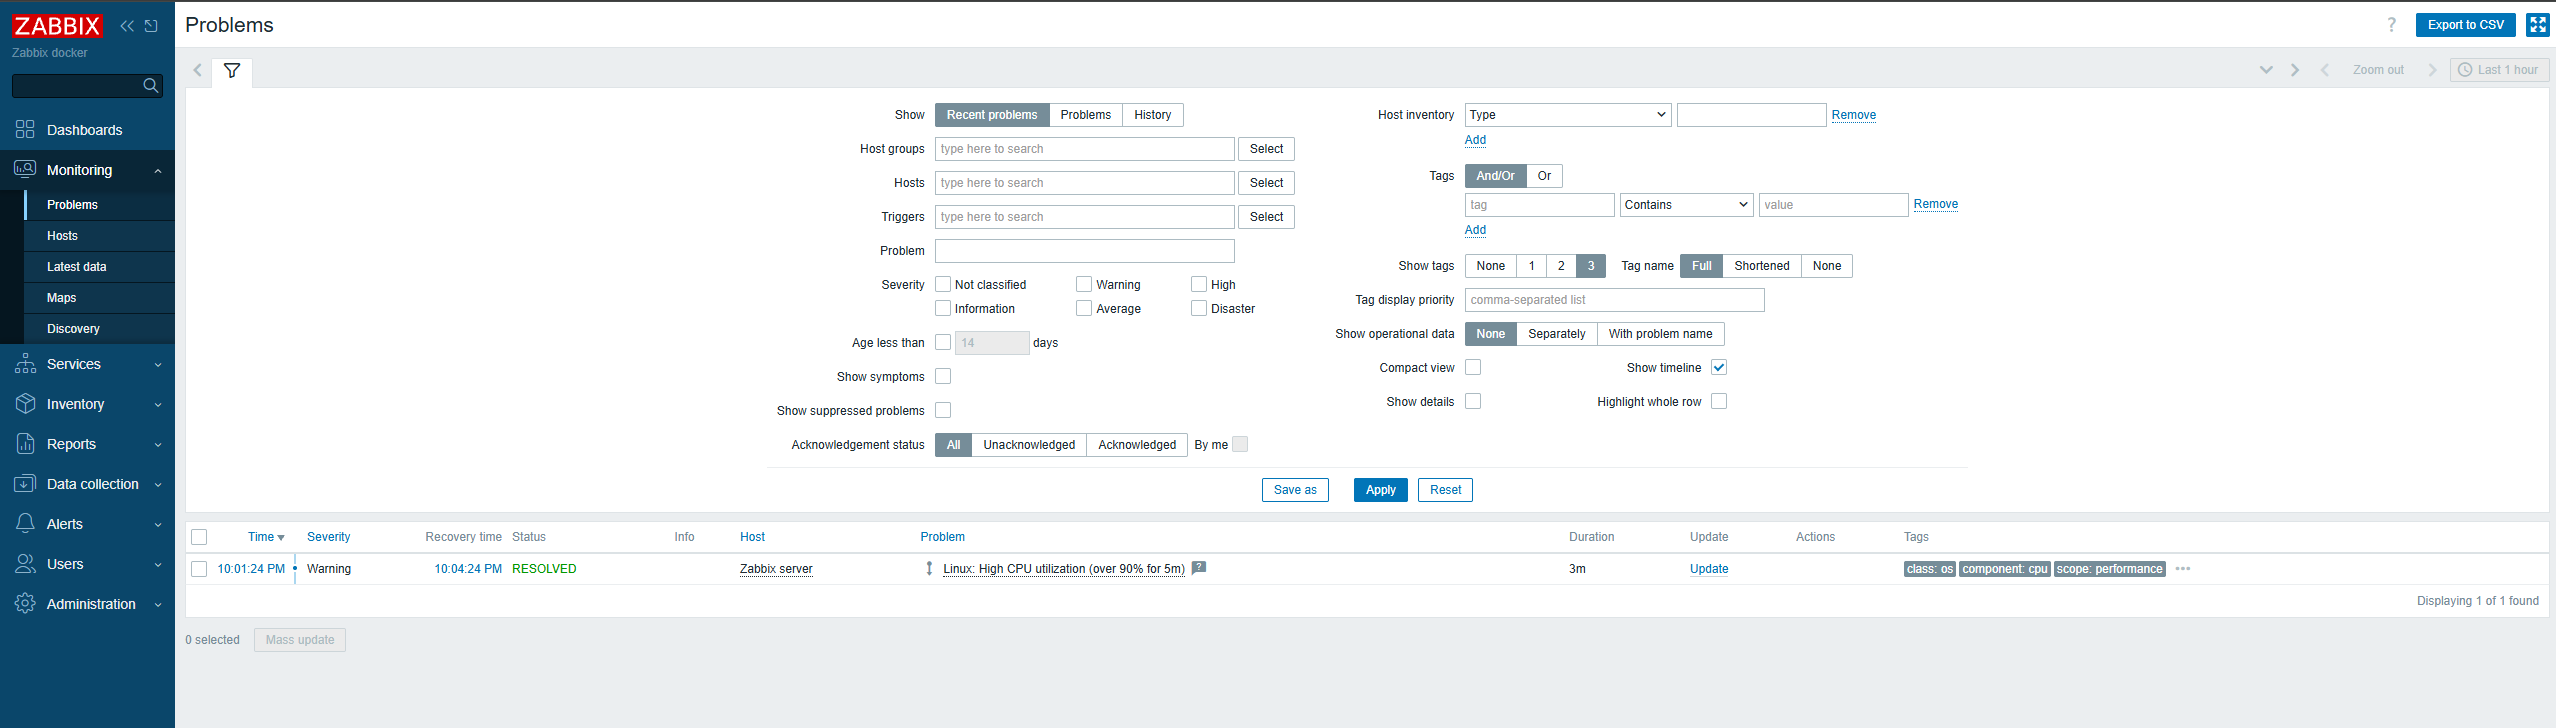 ZABBIX
Zabbix docker
Dashboards
Monitoring
Problems
Hosts
Latest data
Maps
Discovery
Services
Inventory
Reports
Data collection
Alerts
Users
Administration
Problems
? Export to CSV
Zoom out Last 1 hour
Show Recent problems Problems History
Host groups type here to search Select
Hosts type here to search Select
Triggers type here to search Select
Problem
Severity Not classified Warning High
Information Average Disaster
Age less than 14 days
Show symptoms
Show suppressed problems
Acknowledgement status All Unacknowledged Acknowledged By me
Host inventory Type Remove
Add
Tags And/Or Or
tag Contains value Remove
Add
Show tags None 1 2 3 Tag name Full Shortened None
Tag display priority comma-separated list
Show operational data None Separately With problem name
Compact view Show timeline
Show details Highlight whole row
Save as Apply Reset
Time Severity Recovery time Status Info Host Problem Duration Update Actions Tags
10:01:24 PM Warning 10:04:24 PM RESOLVED Zabbix server Linux: High CPU utilization (over 90% for 5m) ? 3m Update class: os component: cpu scope: performance •••
Displaying 1 of 1 found
0 selected Mass update